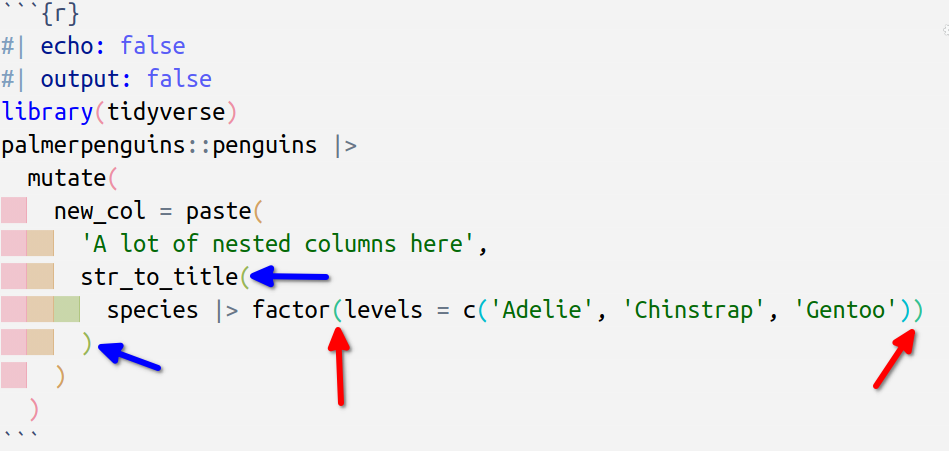 ```{r}
#| echo: false
#| output: false
library(tidyverse)
palmerpenguins::penguins |>
  mutate(
    new_col = paste(
      'A lot of nested columns here',
      str_to_title(
        species |> factor(levels = c('Adelie', 'Chinstrap', 'Gentoo'))
      )
    )
  )
```